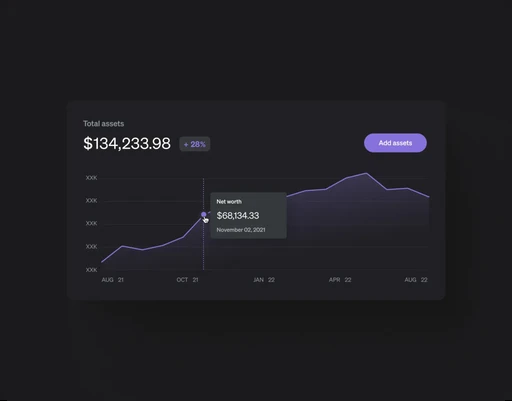 Total assets
$134,233.98
+ 28%
Add assets
XXK
XXK
XXK
XXK
XXK
Net worth
$68,134.33
November 02, 2021
AUG 21
OCT 21
JAN 22
APR 22
AUG 22